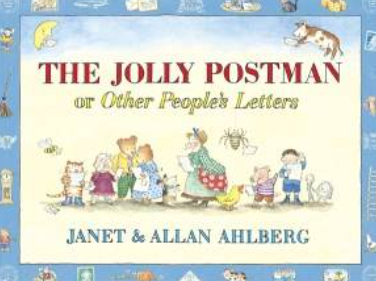 THE JOLLY POSTMAN
or Other People's Letters
JANET & ALLAN AHLBERG